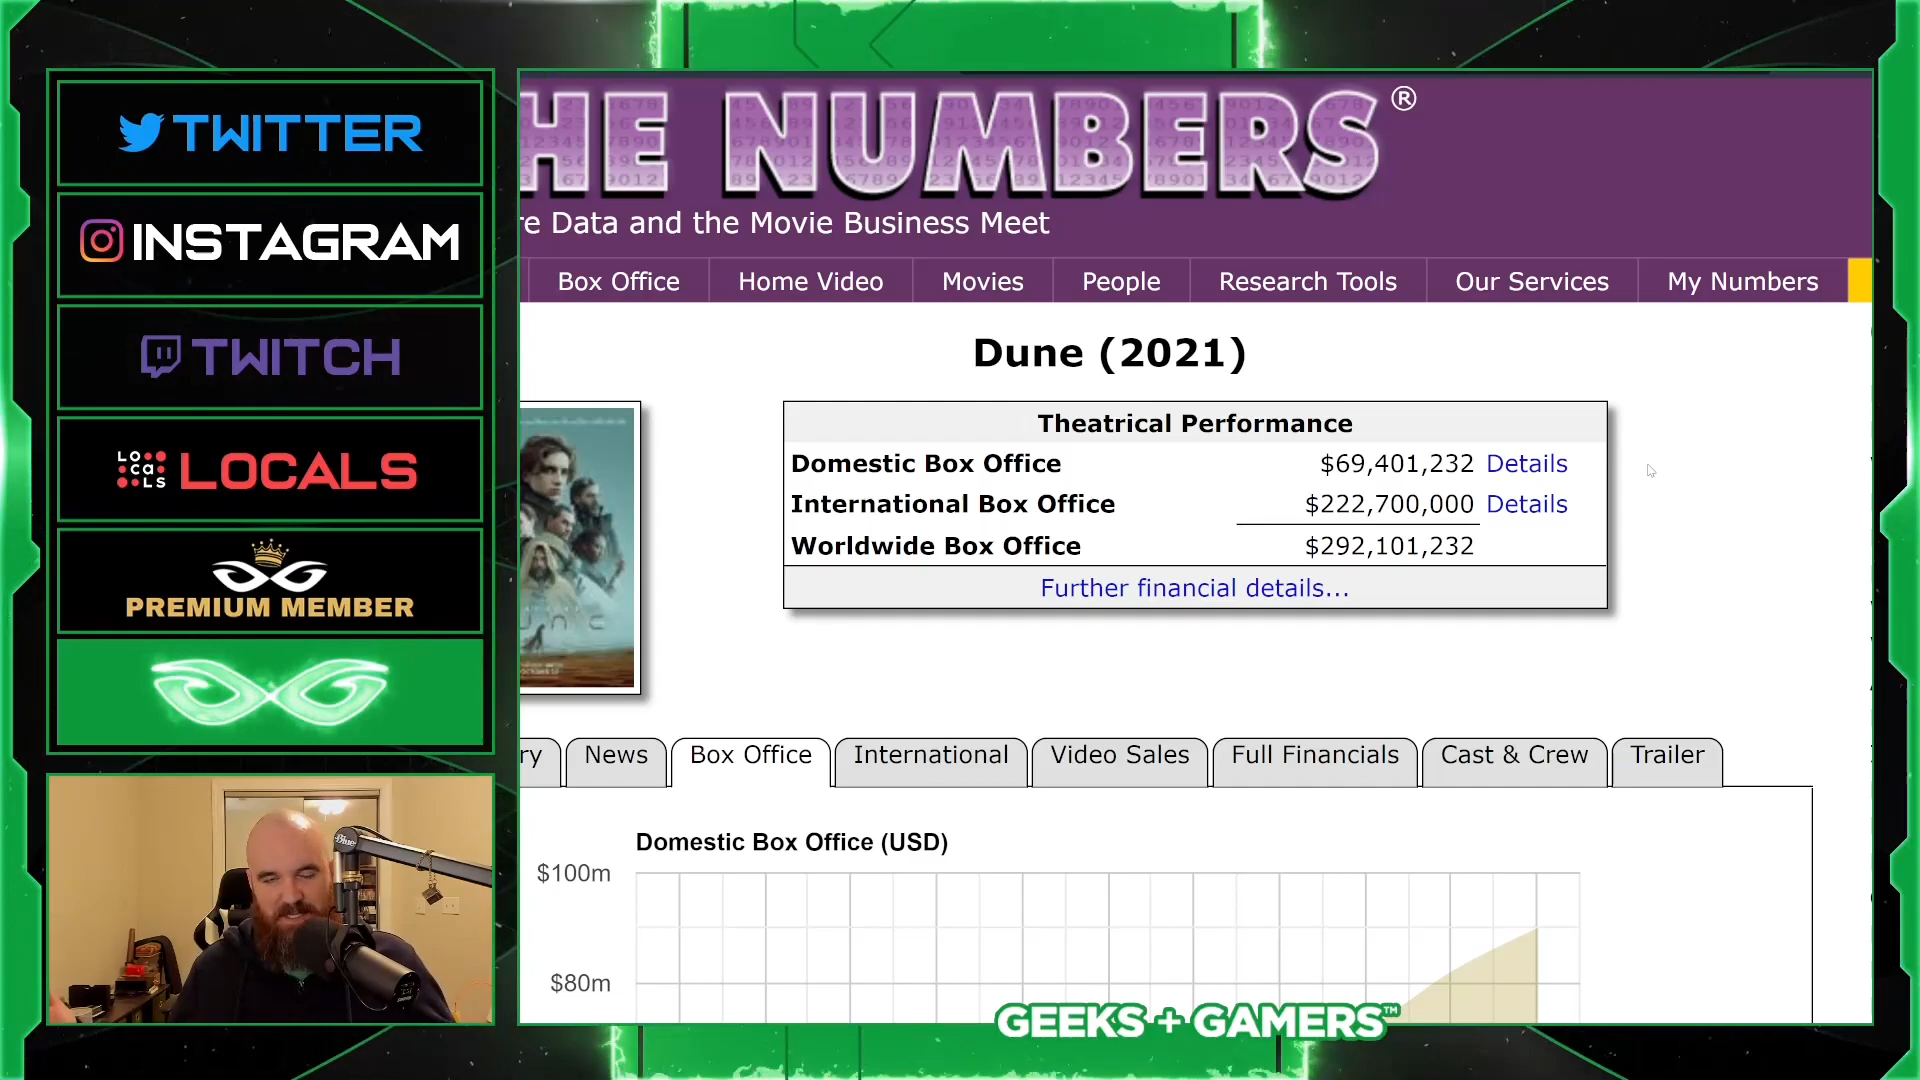 TWITTER
INSTAGRAM
TWITCH
LOcaLS
LOCALS
PREMIUM MEMBER
HE NUMBERS®
re Data and the Movie Business Meet
Box Office
Home Video
Movies
People
Research Tools
Our Services
My Numbers
Dune (2021)
Theatrical Performance
Domestic Box Office $69,401,232 Details
International Box Office $222,700,000 Details
Worldwide Box Office $292,101,232
Further financial details...
ry
News
Box Office
International
Video Sales
Full Financials
Cast & Crew
Trailer
Domestic Box Office (USD)
$100m
$80m
GEEKS + GAMERS™
Blue